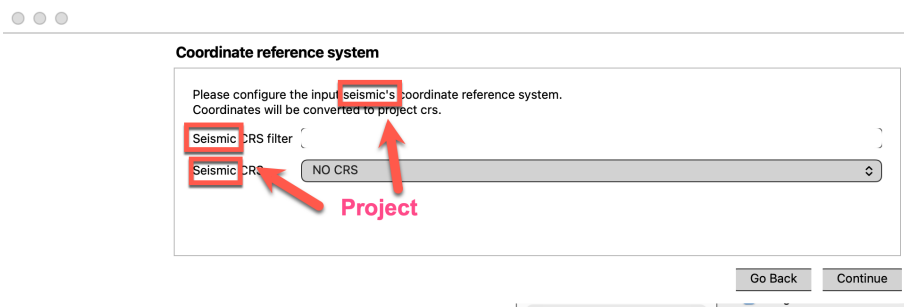 Coordinate reference system
Please configure the input seismic's coordinate reference system.
Coordinates will be converted to project crs.
Seismic CRS filter
Seismic CRS
NO CRS
Project
Go Back
Continue